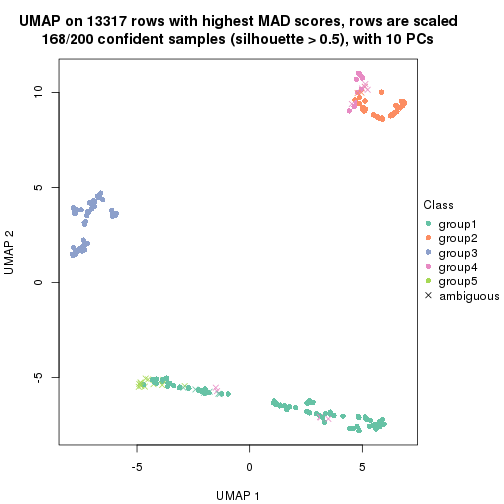 UMAP on 13317 rows with highest MAD scores, rows are scaled
168/200 confident samples (silhouette > 0.5), with 10 PCs
10
5
0
-5
UMAP 2
-5
0
5
UMAP 1
Class
group1
group2
group3
group4
group5
ambiguous